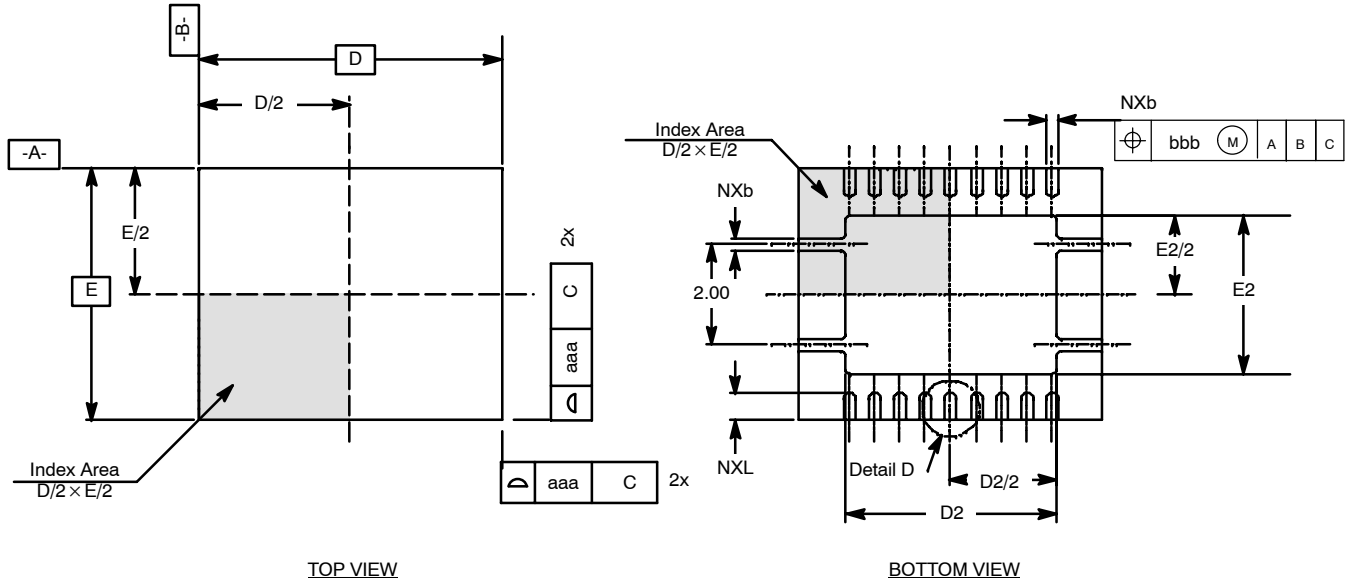 -B-
D
D/2
-A-
E/2
E
2x
C
aaa
Index Area
D/2 × E/2
aaa C 2x
TOP VIEW
NXb
bbb M A B C
Index Area
D/2 × E/2
NXb
2.00
E2/2
E2
NXL
Detail D
D2/2
D2
BOTTOM VIEW